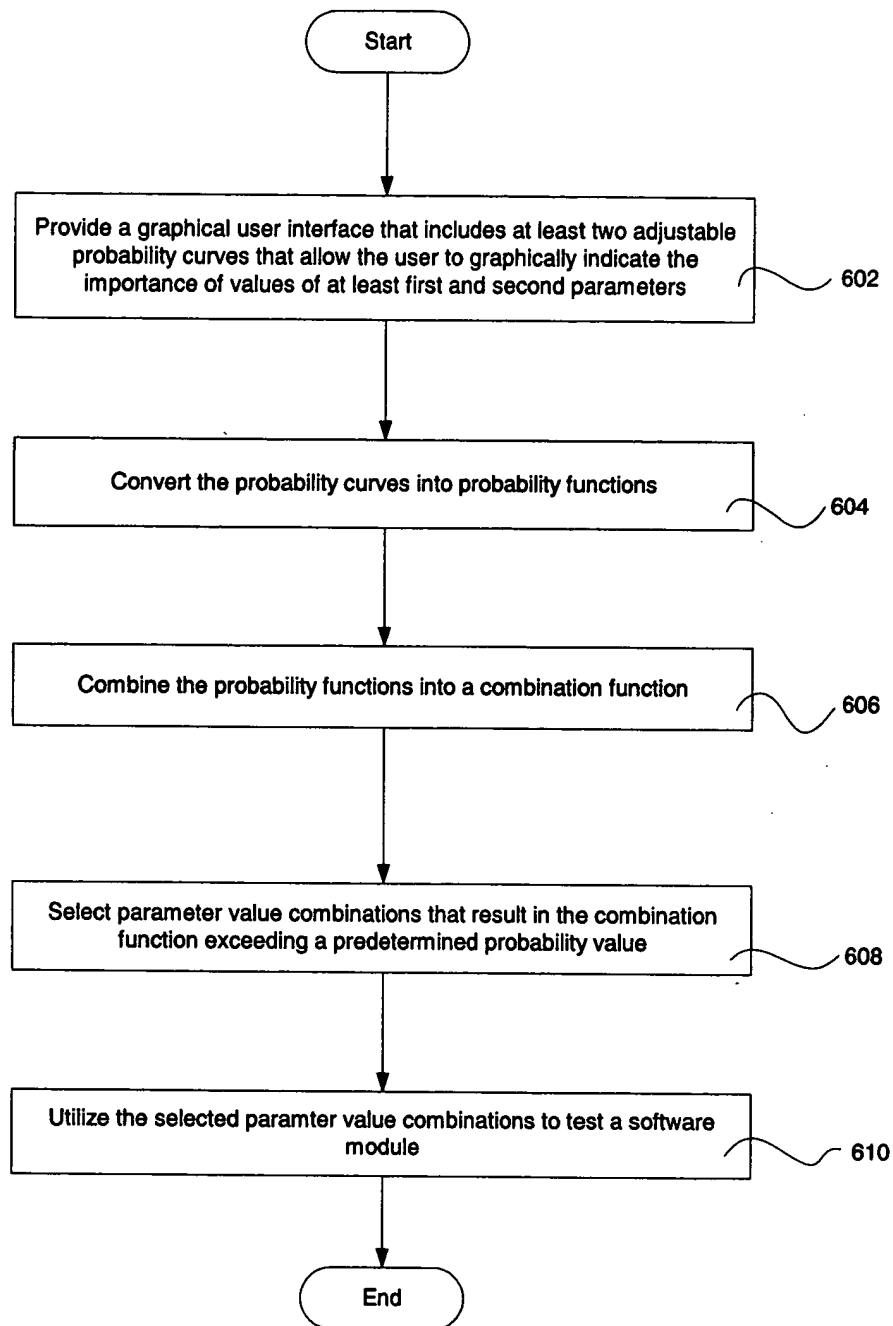 Start
Provide a graphical user interface that includes at least two adjustable
probability curves that allow the user to graphically indicate the
importance of values of at least first and second parameters
602
Convert the probability curves into probability functions
604
Combine the probability functions into a combination function
606
Select parameter value combinations that result in the combination
function exceeding a predetermined probability value
608
Utilize the selected paramter value combinations to test a software
module
610
End